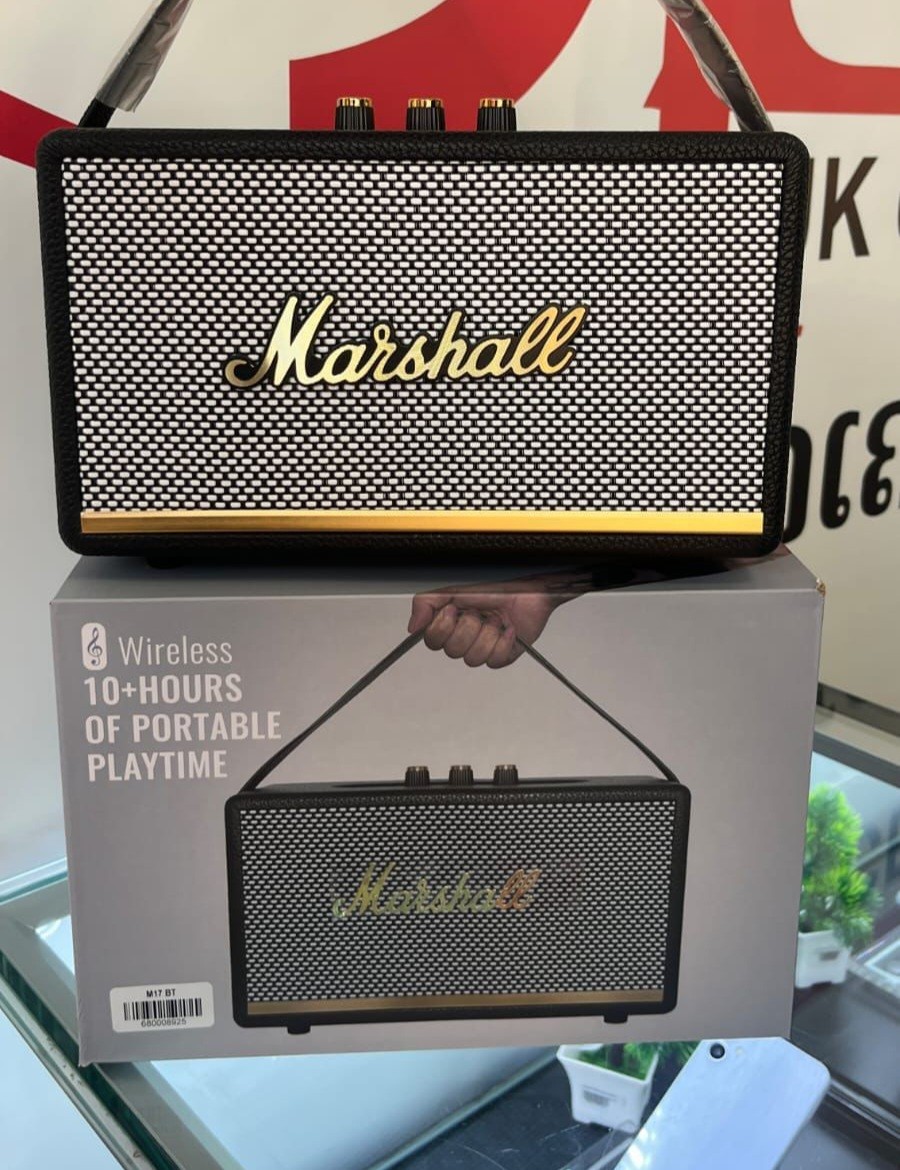 Marshall
Wireless
10+HOURS
OF PORTABLE
PLAYTIME
Marshall
M17 BT
680008925